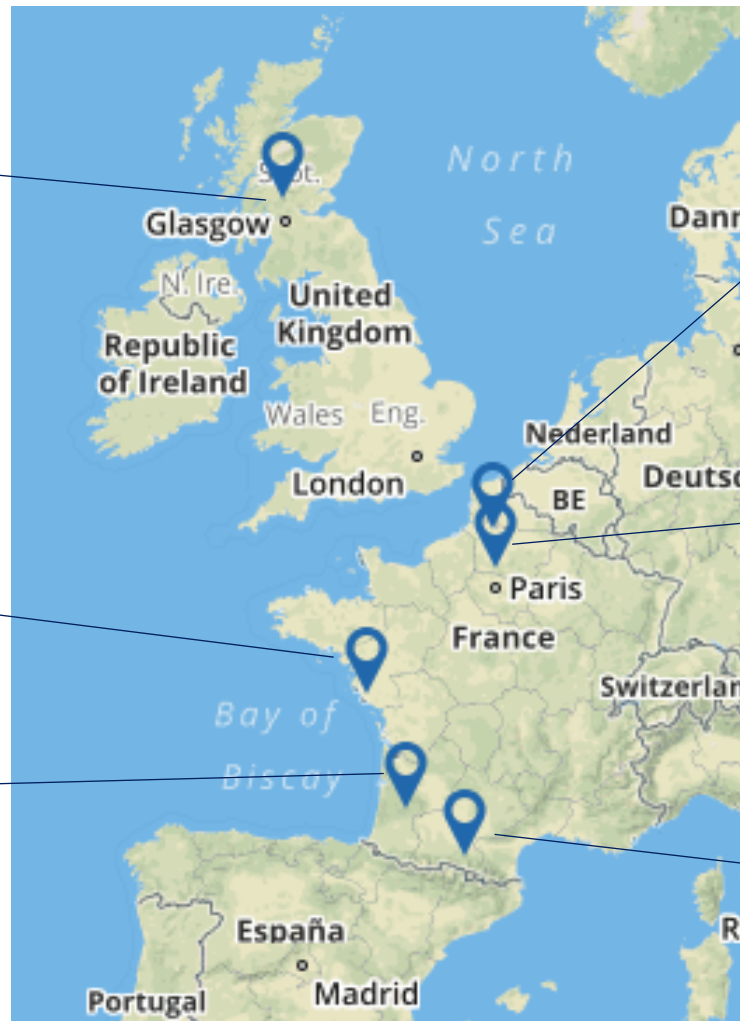 North
Sea
Scot.
Glasgow
Danr
N. Ire.
United
Kingdom
Republic
of Ireland
Wales Eng.
Nederland
London
BE
Deutsc
Paris
France
Switzerlan
Bay of
Biscay
España
R
Madrid
Portugal